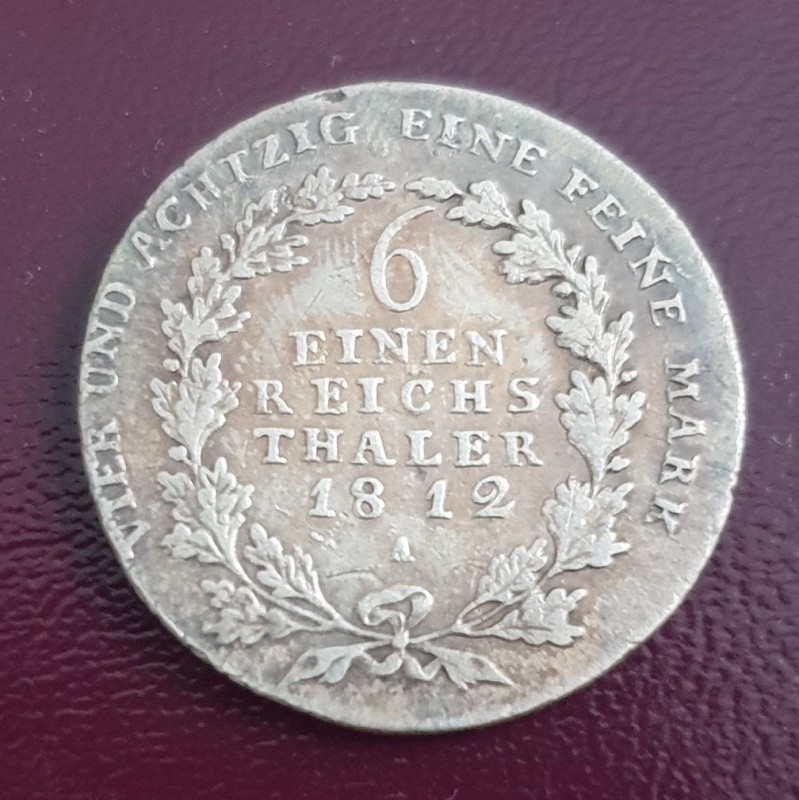 VIER UND ACHTZIG EINE FEINE MARK
6
EINEN
REICHS
THALER
1812
A